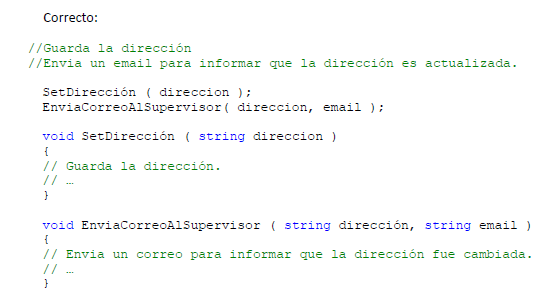 Correcto:
//Guarda la dirección
//Envia un email para informar que la dirección es actualizada.
SetDirección ( direccion );
EnviaCorreoAlSupervisor( direccion, email );
void SetDirección ( string direccion )
{
// Guarda la dirección.
// …
}
void EnviaCorreoAlSupervisor ( string dirección, string email )
{
// Envia un correo para informar que la dirección fue cambiada.
// …
}